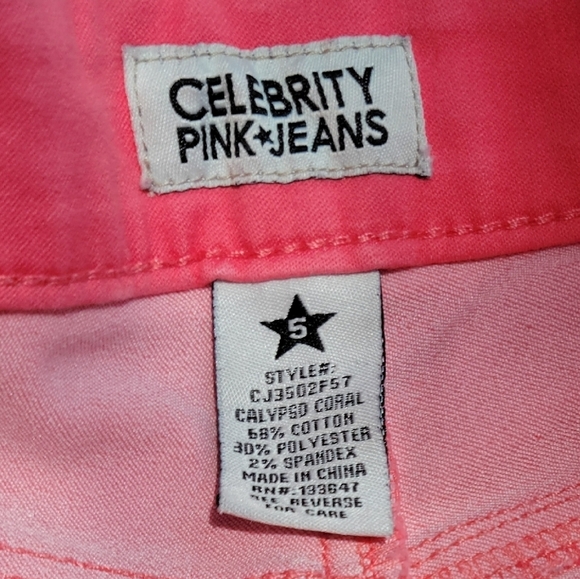 CELEBRITY
PINK★JEANS
5
STYLE#:
CJ3502F57
CALYPSO CORAL
68% COTTON
30% POLYESTER
2% SPANDEX
MADE IN CHINA
RN#:133647
SEE REVERSE
FOR CARE